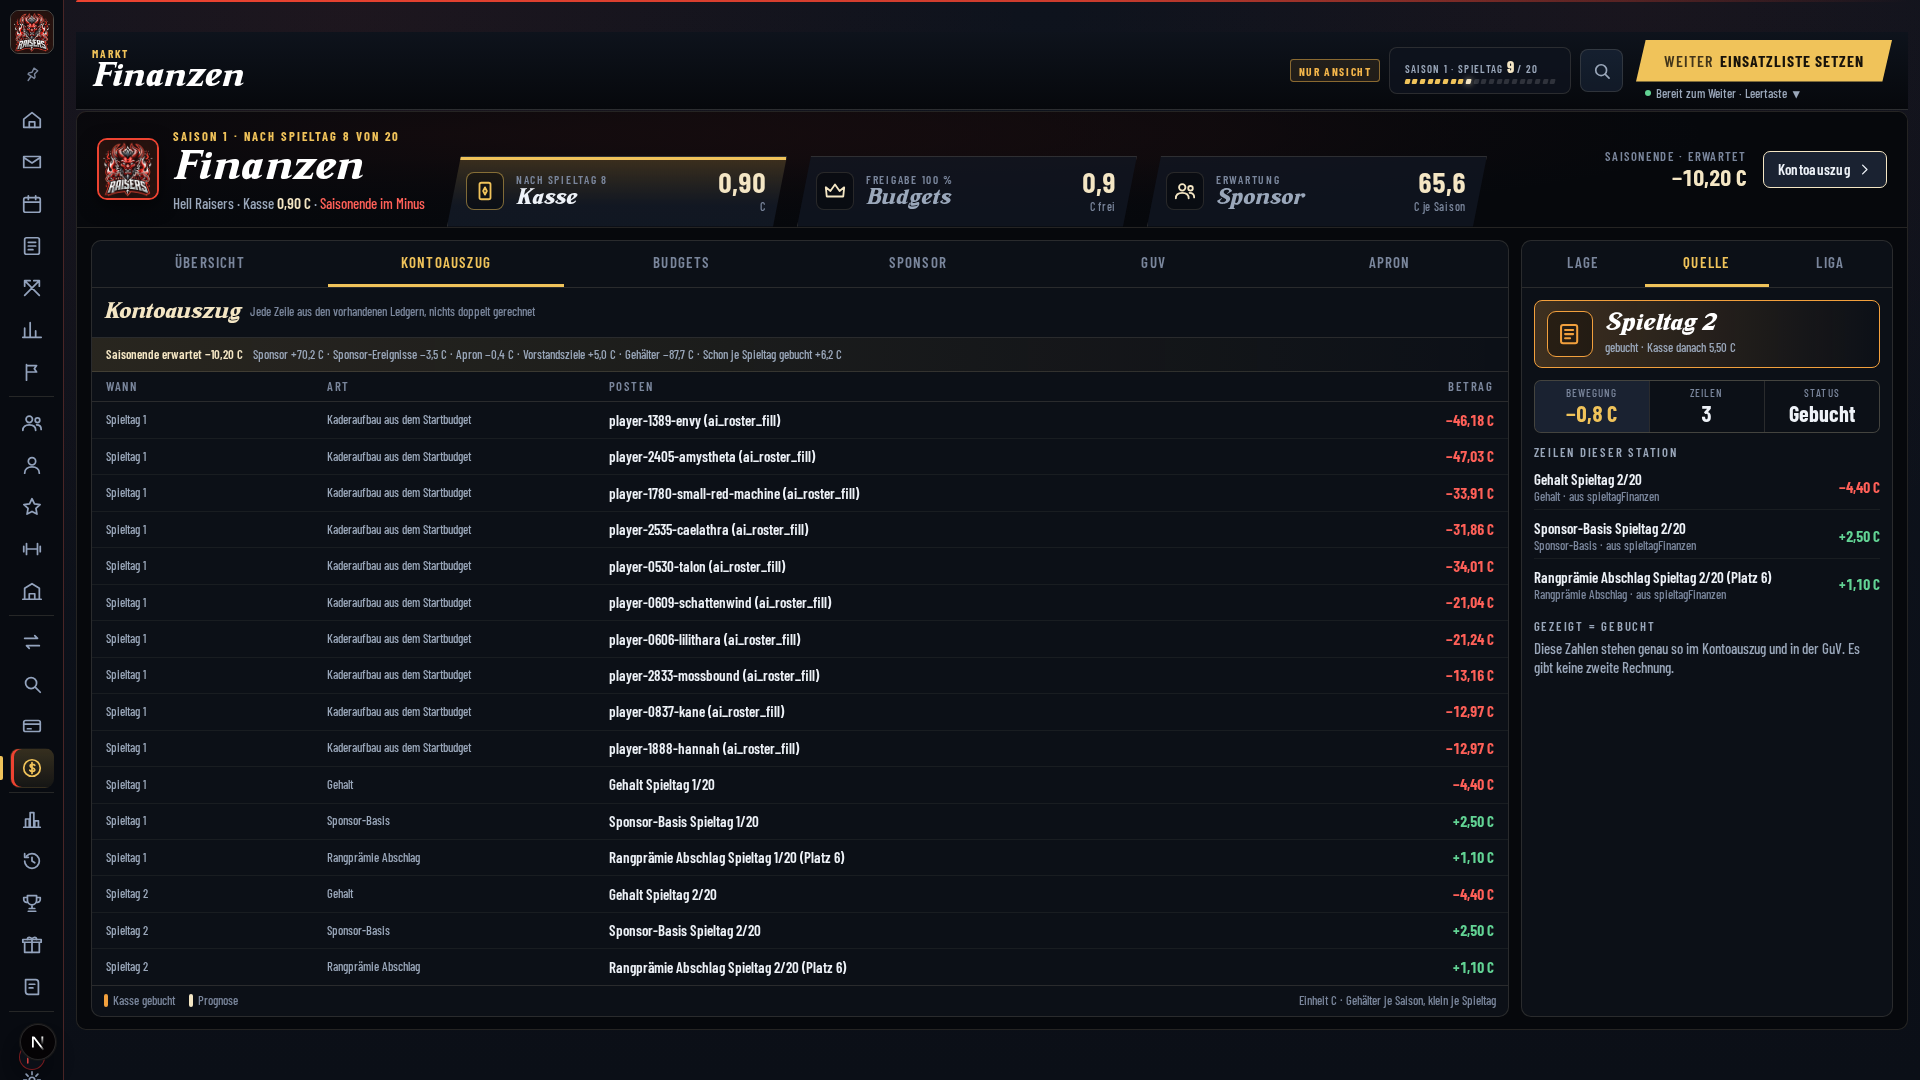 MARKT
Finanzen
NUR ANSICHT
SAISON 1 · SPIELTAG 9 / 20
WEITER EINSATZLISTE SETZEN
Bereit zum Weiter · Leertaste ▼
RAISERS
SAISON 1 · NACH SPIELTAG 8 VON 20
Finanzen
Hell Raisers · Kasse 0,90 C · Saisonende im Minus
NACH SPIELTAG 8
Kasse
0,90
C
FREIGABE 100 %
Budgets
0,9
C frei
ERWARTUNG
Sponsor
65,6
C je Saison
SAISONENDE · ERWARTET
−10,20 C
Kontoauszug
ÜBERSICHT KONTOAUSZUG BUDGETS SPONSOR GUV APRON
Kontoauszug Jede Zeile aus den vorhandenen Ledgern, nichts doppelt gerechnet
Saisonende erwartet −10,20 C Sponsor +70,2 C · Sponsor-Ereignisse −3,5 C · Apron −0,4 C · Vorstandsziele +5,0 C · Gehälter −87,7 C · Schon je Spieltag gebucht +6,2 C
WANN ART POSTEN BETRAG
Spieltag 1 Kaderaufbau aus dem Startbudget player-1389-envy (ai_roster_fill) −46,18 C
Spieltag 1 Kaderaufbau aus dem Startbudget player-2405-amystheta (ai_roster_fill) −47,03 C
Spieltag 1 Kaderaufbau aus dem Startbudget player-1780-small-red-machine (ai_roster_fill) −33,91 C
Spieltag 1 Kaderaufbau aus dem Startbudget player-2535-caelathra (ai_roster_fill) −31,86 C
Spieltag 1 Kaderaufbau aus dem Startbudget player-0530-talon (ai_roster_fill) −34,01 C
Spieltag 1 Kaderaufbau aus dem Startbudget player-0609-schattenwind (ai_roster_fill) −21,04 C
Spieltag 1 Kaderaufbau aus dem Startbudget player-0606-lilithara (ai_roster_fill) −21,24 C
Spieltag 1 Kaderaufbau aus dem Startbudget player-2833-mossbound (ai_roster_fill) −13,16 C
Spieltag 1 Kaderaufbau aus dem Startbudget player-0837-kane (ai_roster_fill) −12,97 C
Spieltag 1 Kaderaufbau aus dem Startbudget player-1888-hannah (ai_roster_fill) −12,97 C
Spieltag 1 Gehalt Gehalt Spieltag 1/20 −4,40 C
Spieltag 1 Sponsor-Basis Sponsor-Basis Spieltag 1/20 +2,50 C
Spieltag 1 Rangprämie Abschlag Rangprämie Abschlag Spieltag 1/20 (Platz 6) +1,10 C
Spieltag 2 Gehalt Gehalt Spieltag 2/20 −4,40 C
Spieltag 2 Sponsor-Basis Sponsor-Basis Spieltag 2/20 +2,50 C
Spieltag 2 Rangprämie Abschlag Rangprämie Abschlag Spieltag 2/20 (Platz 6) +1,10 C
Kasse gebucht Prognose Einheit C · Gehälter je Saison, klein je Spieltag
LAGE QUELLE LIGA
Spieltag 2
gebucht · Kasse danach 5,50 C
BEWEGUNG
−0,8 C
ZEILEN
3
STATUS
Gebucht
ZEILEN DIESER STATION
Gehalt Spieltag 2/20 −4,40 C
Gehalt · aus spieltagFinanzen
Sponsor-Basis Spieltag 2/20 +2,50 C
Sponsor-Basis · aus spieltagFinanzen
Rangprämie Abschlag Spieltag 2/20 (Platz 6) +1,10 C
Rangprämie Abschlag · aus spieltagFinanzen
GEZEIGT = GEBUCHT
Diese Zahlen stehen genau so im Kontoauszug und in der GuV. Es
gibt keine zweite Rechnung.
N